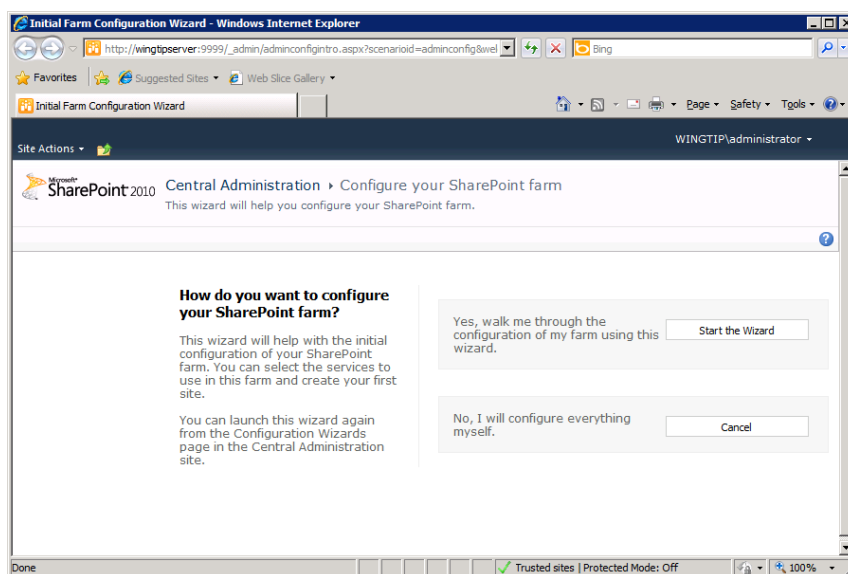 Initial Farm Configuration Wizard - Windows Internet Explorer
http://wingtipserver:9999/_admin/adminconfigintro.aspx?scenarioid=adminconfig&wel
Bing
Favorites
Suggested Sites
Web Slice Gallery
Initial Farm Configuration Wizard
Page
Safety
Tools
Site Actions
WINGTIP\administrator
Microsoft
SharePoint 2010
Central Administration
Configure your SharePoint farm
This wizard will help you configure your SharePoint farm.
How do you want to configure
your SharePoint farm?
This wizard will help with the initial
configuration of your SharePoint
farm. You can select the services to
use in this farm and create your first
site.
You can launch this wizard again
from the Configuration Wizards
page in the Central Administration
site.
Yes, walk me through the
configuration of my farm using this
wizard.
Start the Wizard
No, I will configure everything
myself.
Cancel
Done
Trusted sites | Protected Mode: Off
100%